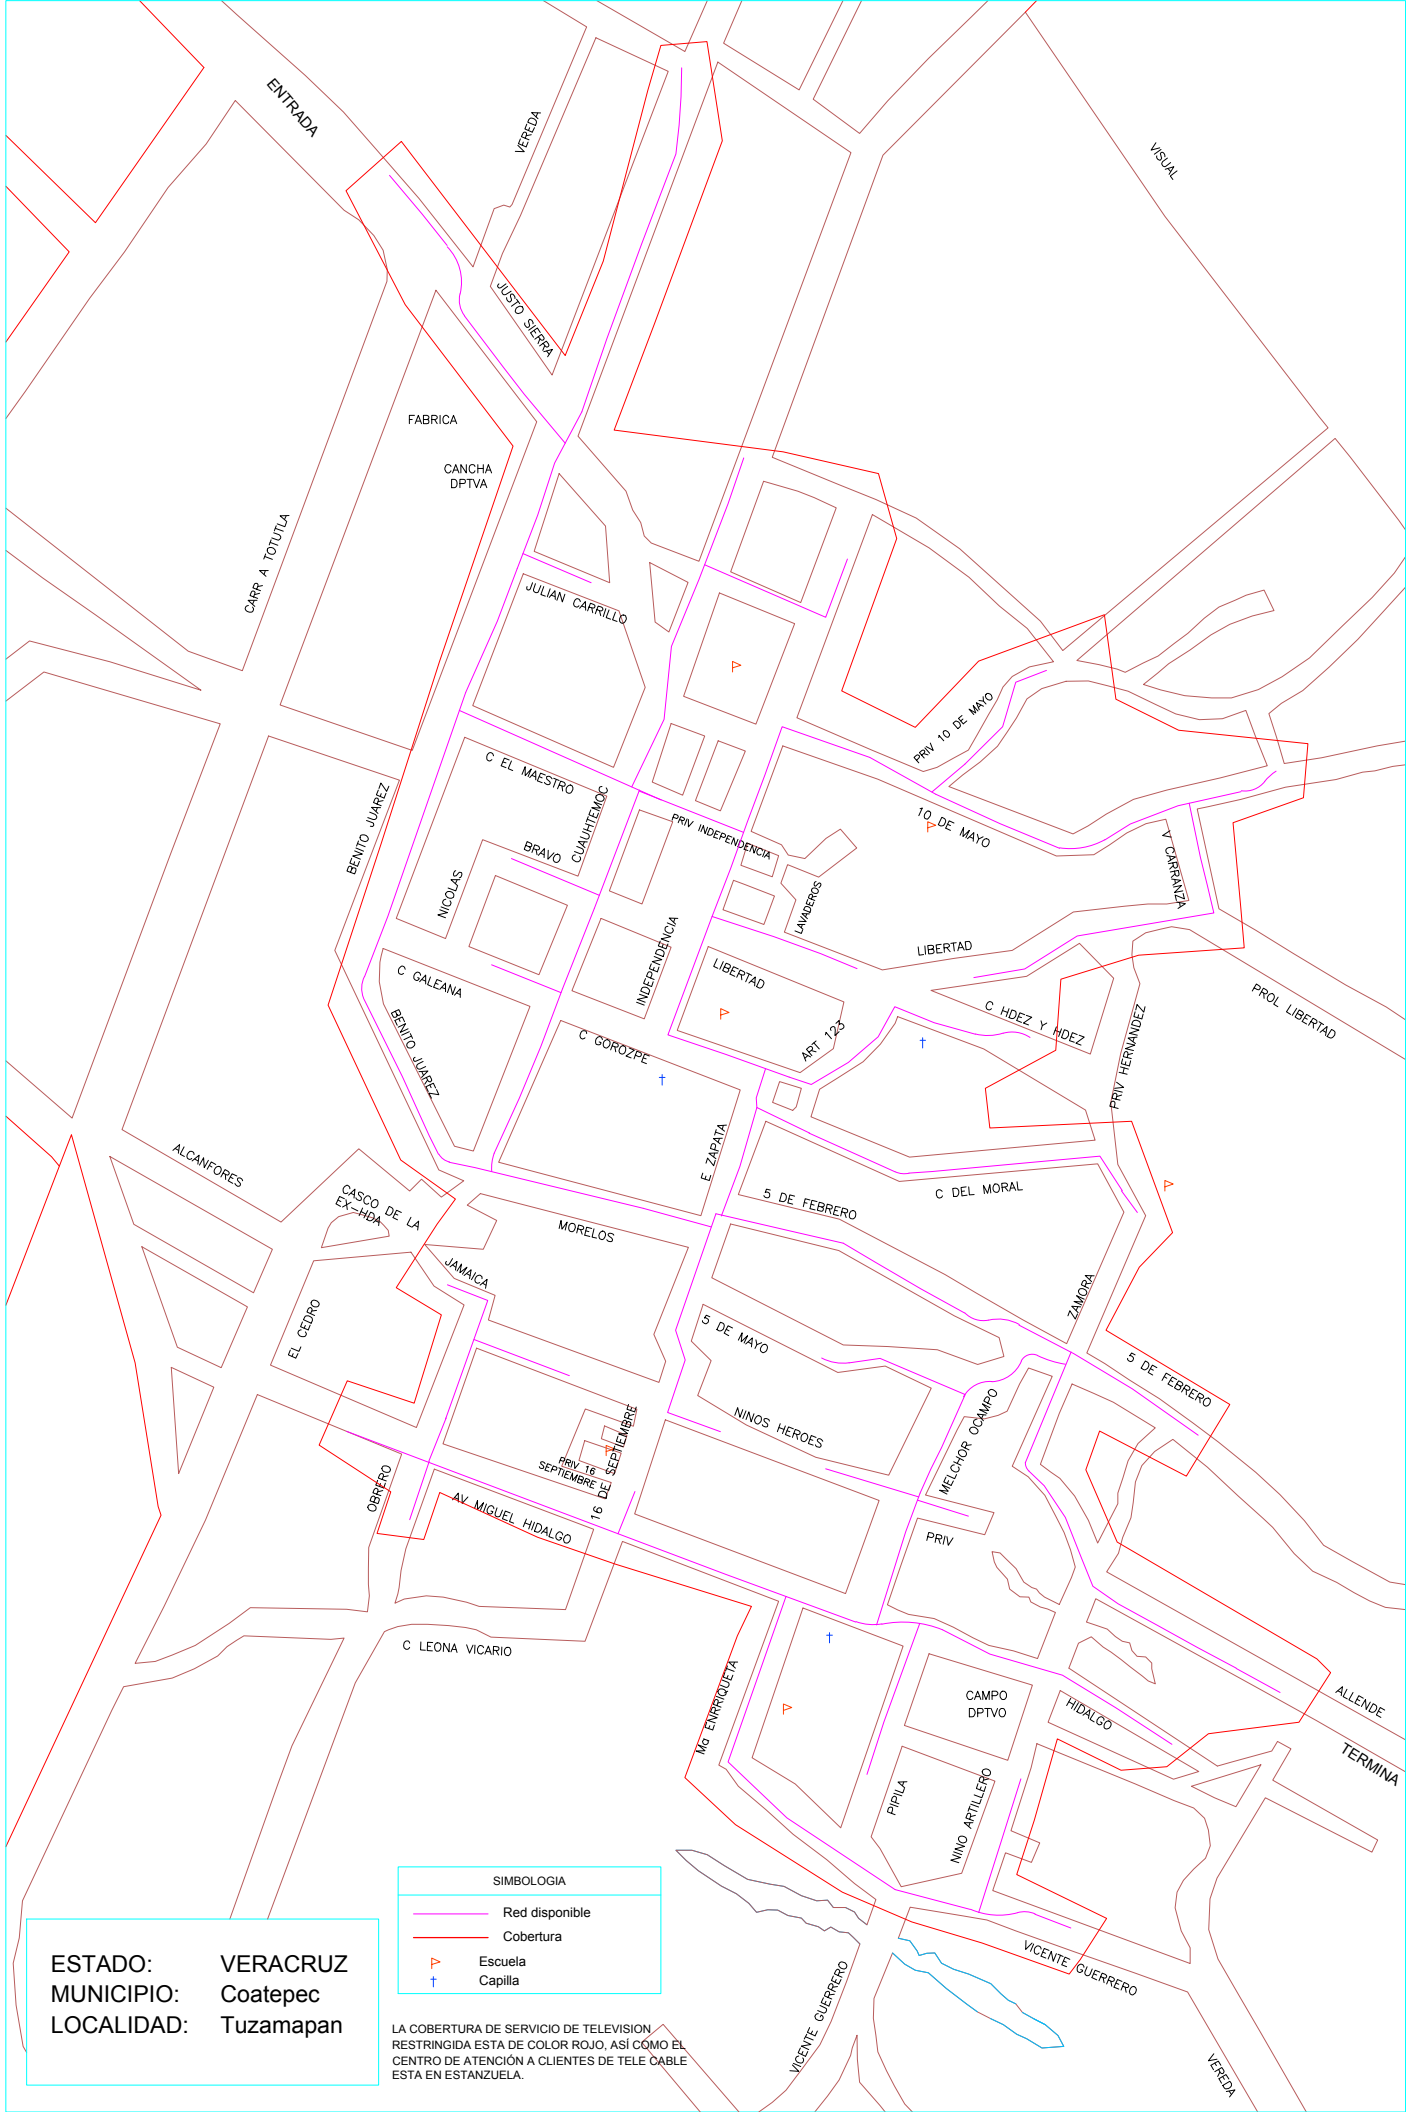 ENTRADA
VEREDA
VISUAL
JUSTO SIERRA
FABRICA
CANCHA
DPTVA
CARR A TOTUTLA
JULIAN CARRILLO
PRIV 10 DE MAYO
C EL MAESTRO
CUAUHTEMOC
BENITO JUAREZ
PRIV INDEPENDENCIA
10 DE MAYO
BRAVO
NICOLAS
V CARRANZA
LAVADEROS
INDEPENDENCIA
LIBERTAD
LIBERTAD
C GALEANA
PROL LIBERTAD
C HDEZ Y HDEZ
BENITO JUAREZ
C GOROZPE
ART 123
PRIV HERNANDEZ
E ZAPATA
ALCANFORES
CASCO DE LA
EX-HDA
C DEL MORAL
5 DE FEBRERO
MORELOS
JAMAICA
ZAMORA
EL CEDRO
5 DE MAYO
5 DE FEBRERO
NINOS HEROES
MELCHOR OCAMPO
16 DE SEPTIEMBRE
PRIV 16
SEPTIEMBRE
OBRERO
AV MIGUEL HIDALGO
PRIV
C LEONA VICARIO
Ma ENRRIQUETA
CAMPO
DPTVO
HIDALGO
ALLENDE
TERMINA
PIPILA
NINO ARTILLERO
VICENTE GUERRERO
VICENTE GUERRERO
VEREDA
SIMBOLOGIA
Red disponible
Cobertura
Escuela
Capilla
ESTADO: VERACRUZ
MUNICIPIO: Coatepec
LOCALIDAD: Tuzamapan
LA COBERTURA DE SERVICIO DE TELEVISION
RESTRINGIDA ESTA DE COLOR ROJO, ASÍ COMO EL
CENTRO DE ATENCIÓN A CLIENTES DE TELE CABLE
ESTA EN ESTANZUELA.